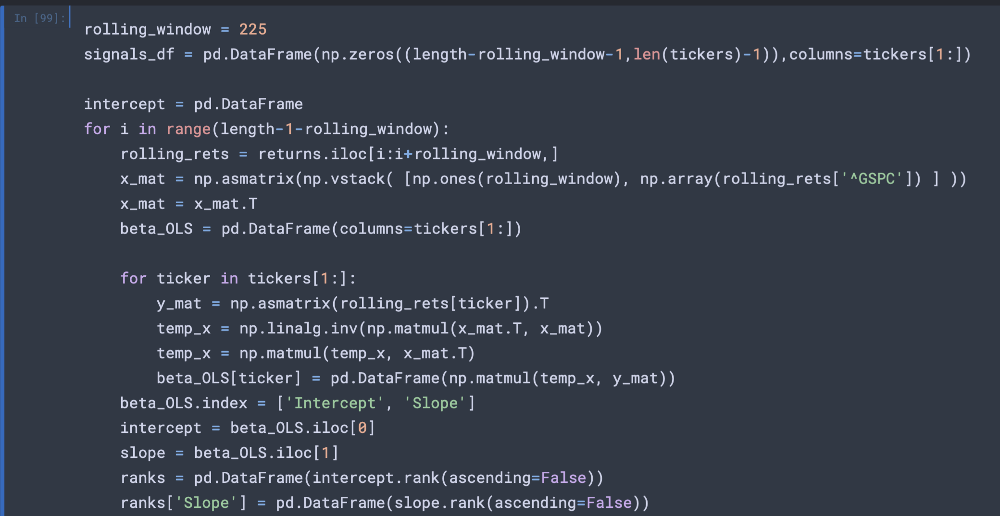 In [99]:
rolling_window = 225
signals_df = pd.DataFrame(np.zeros((length-rolling_window-1,len(tickers)-1)),columns=tickers[1:])
intercept = pd.DataFrame
for i in range(length-1-rolling_window):
    rolling_rets = returns.iloc[i:i+rolling_window,]
    x_mat = np.asmatrix(np.vstack( [np.ones(rolling_window), np.array(rolling_rets['^GSPC']) ] ))
    x_mat = x_mat.T
    beta_OLS = pd.DataFrame(columns=tickers[1:])
    for ticker in tickers[1:]:
        y_mat = np.asmatrix(rolling_rets[ticker]).T
        temp_x = np.linalg.inv(np.matmul(x_mat.T, x_mat))
        temp_x = np.matmul(temp_x, x_mat.T)
        beta_OLS[ticker] = pd.DataFrame(np.matmul(temp_x, y_mat))
    beta_OLS.index = ['Intercept', 'Slope']
    intercept = beta_OLS.iloc[0]
    slope = beta_OLS.iloc[1]
    ranks = pd.DataFrame(intercept.rank(ascending=False))
    ranks['Slope'] = pd.DataFrame(slope.rank(ascending=False))